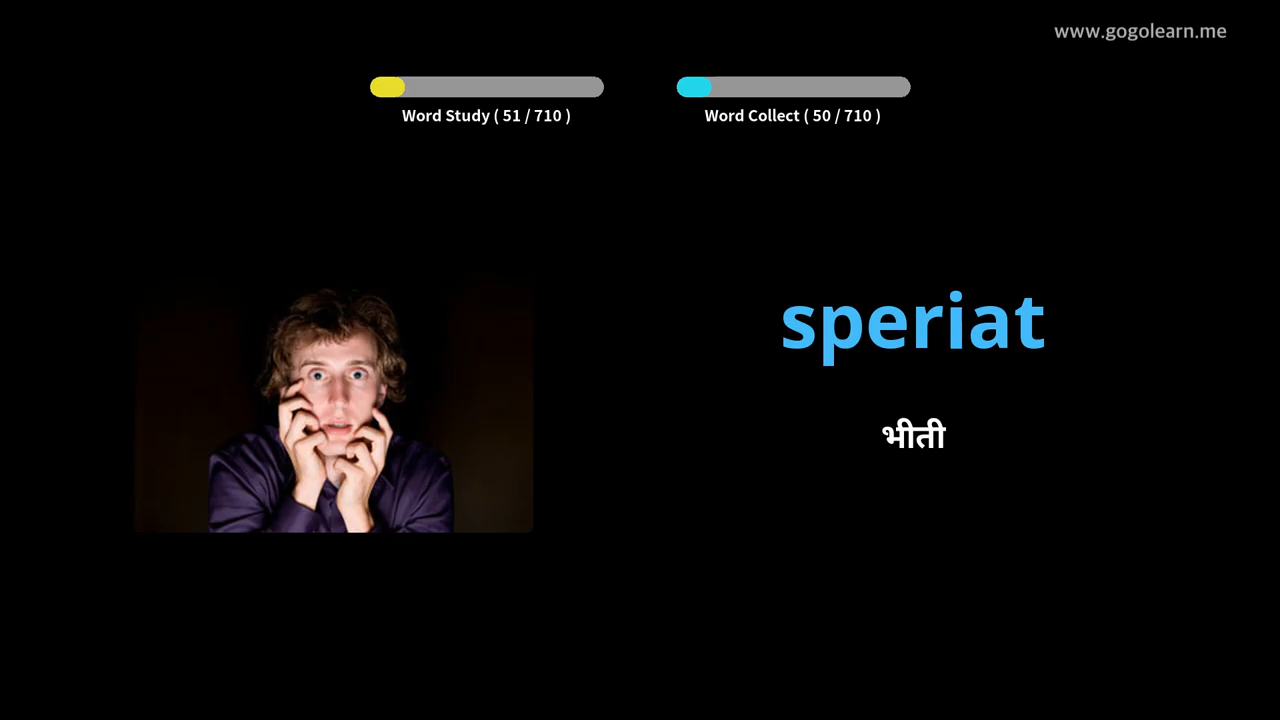 www.gogolearn.me
Word Study ( 51 / 710 )
Word Collect ( 50 / 710 )
speriat
भीती